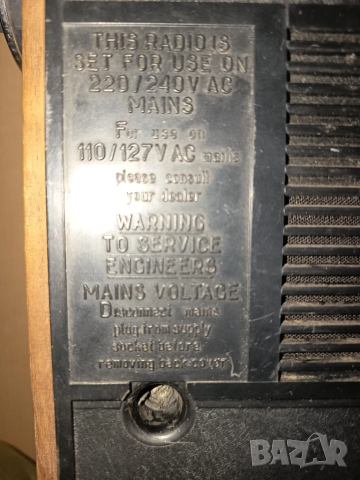 THIS RADIO IS
SET FOR USE ON
220/240V AC
MAINS
For use on
110/127V AC mains
please consult
your dealer
WARNING
TO SERVICE
ENGINEERS
MAINS VOLTAGE
Disconnect mains
plug from supply
socket before
removing back cover
BAZAR